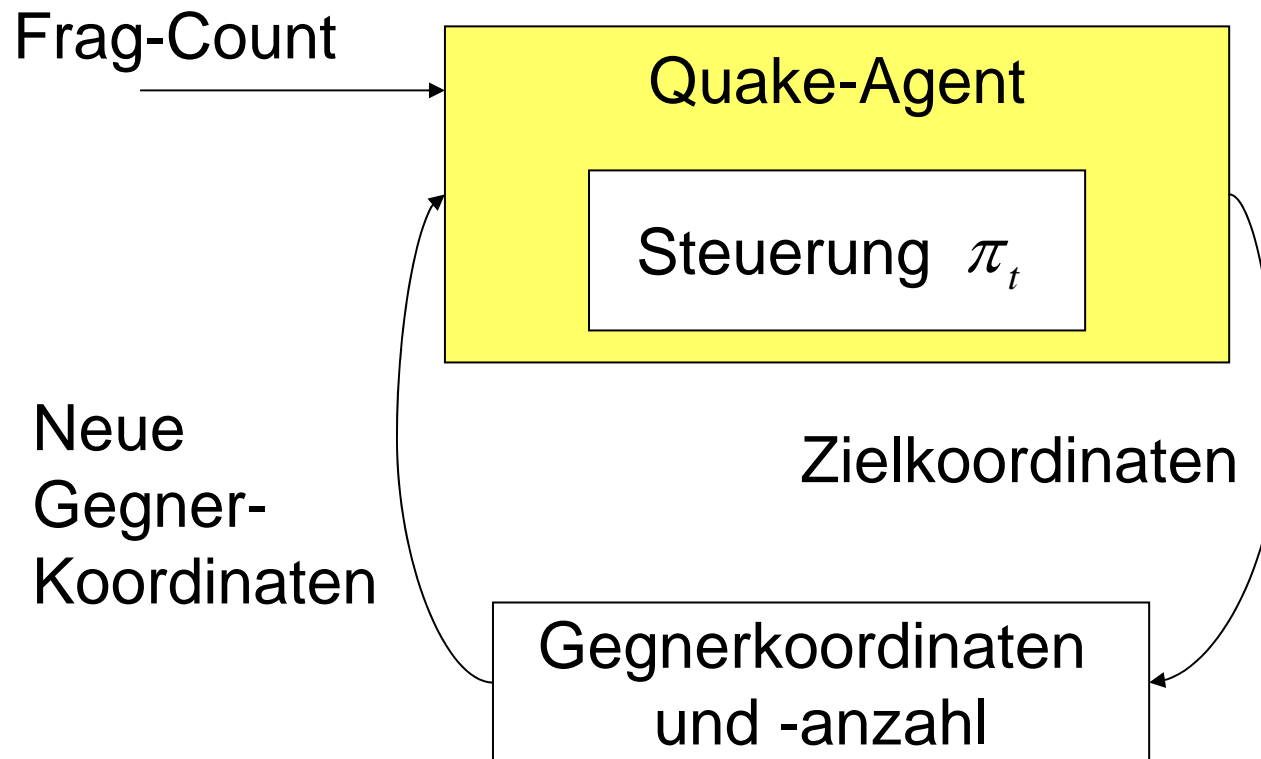 Frag-Count
Quake-Agent
Steuerung π_t
Neue
Gegner-
Koordinaten
Zielkoordinaten
Gegnerkoordinaten
und -anzahl